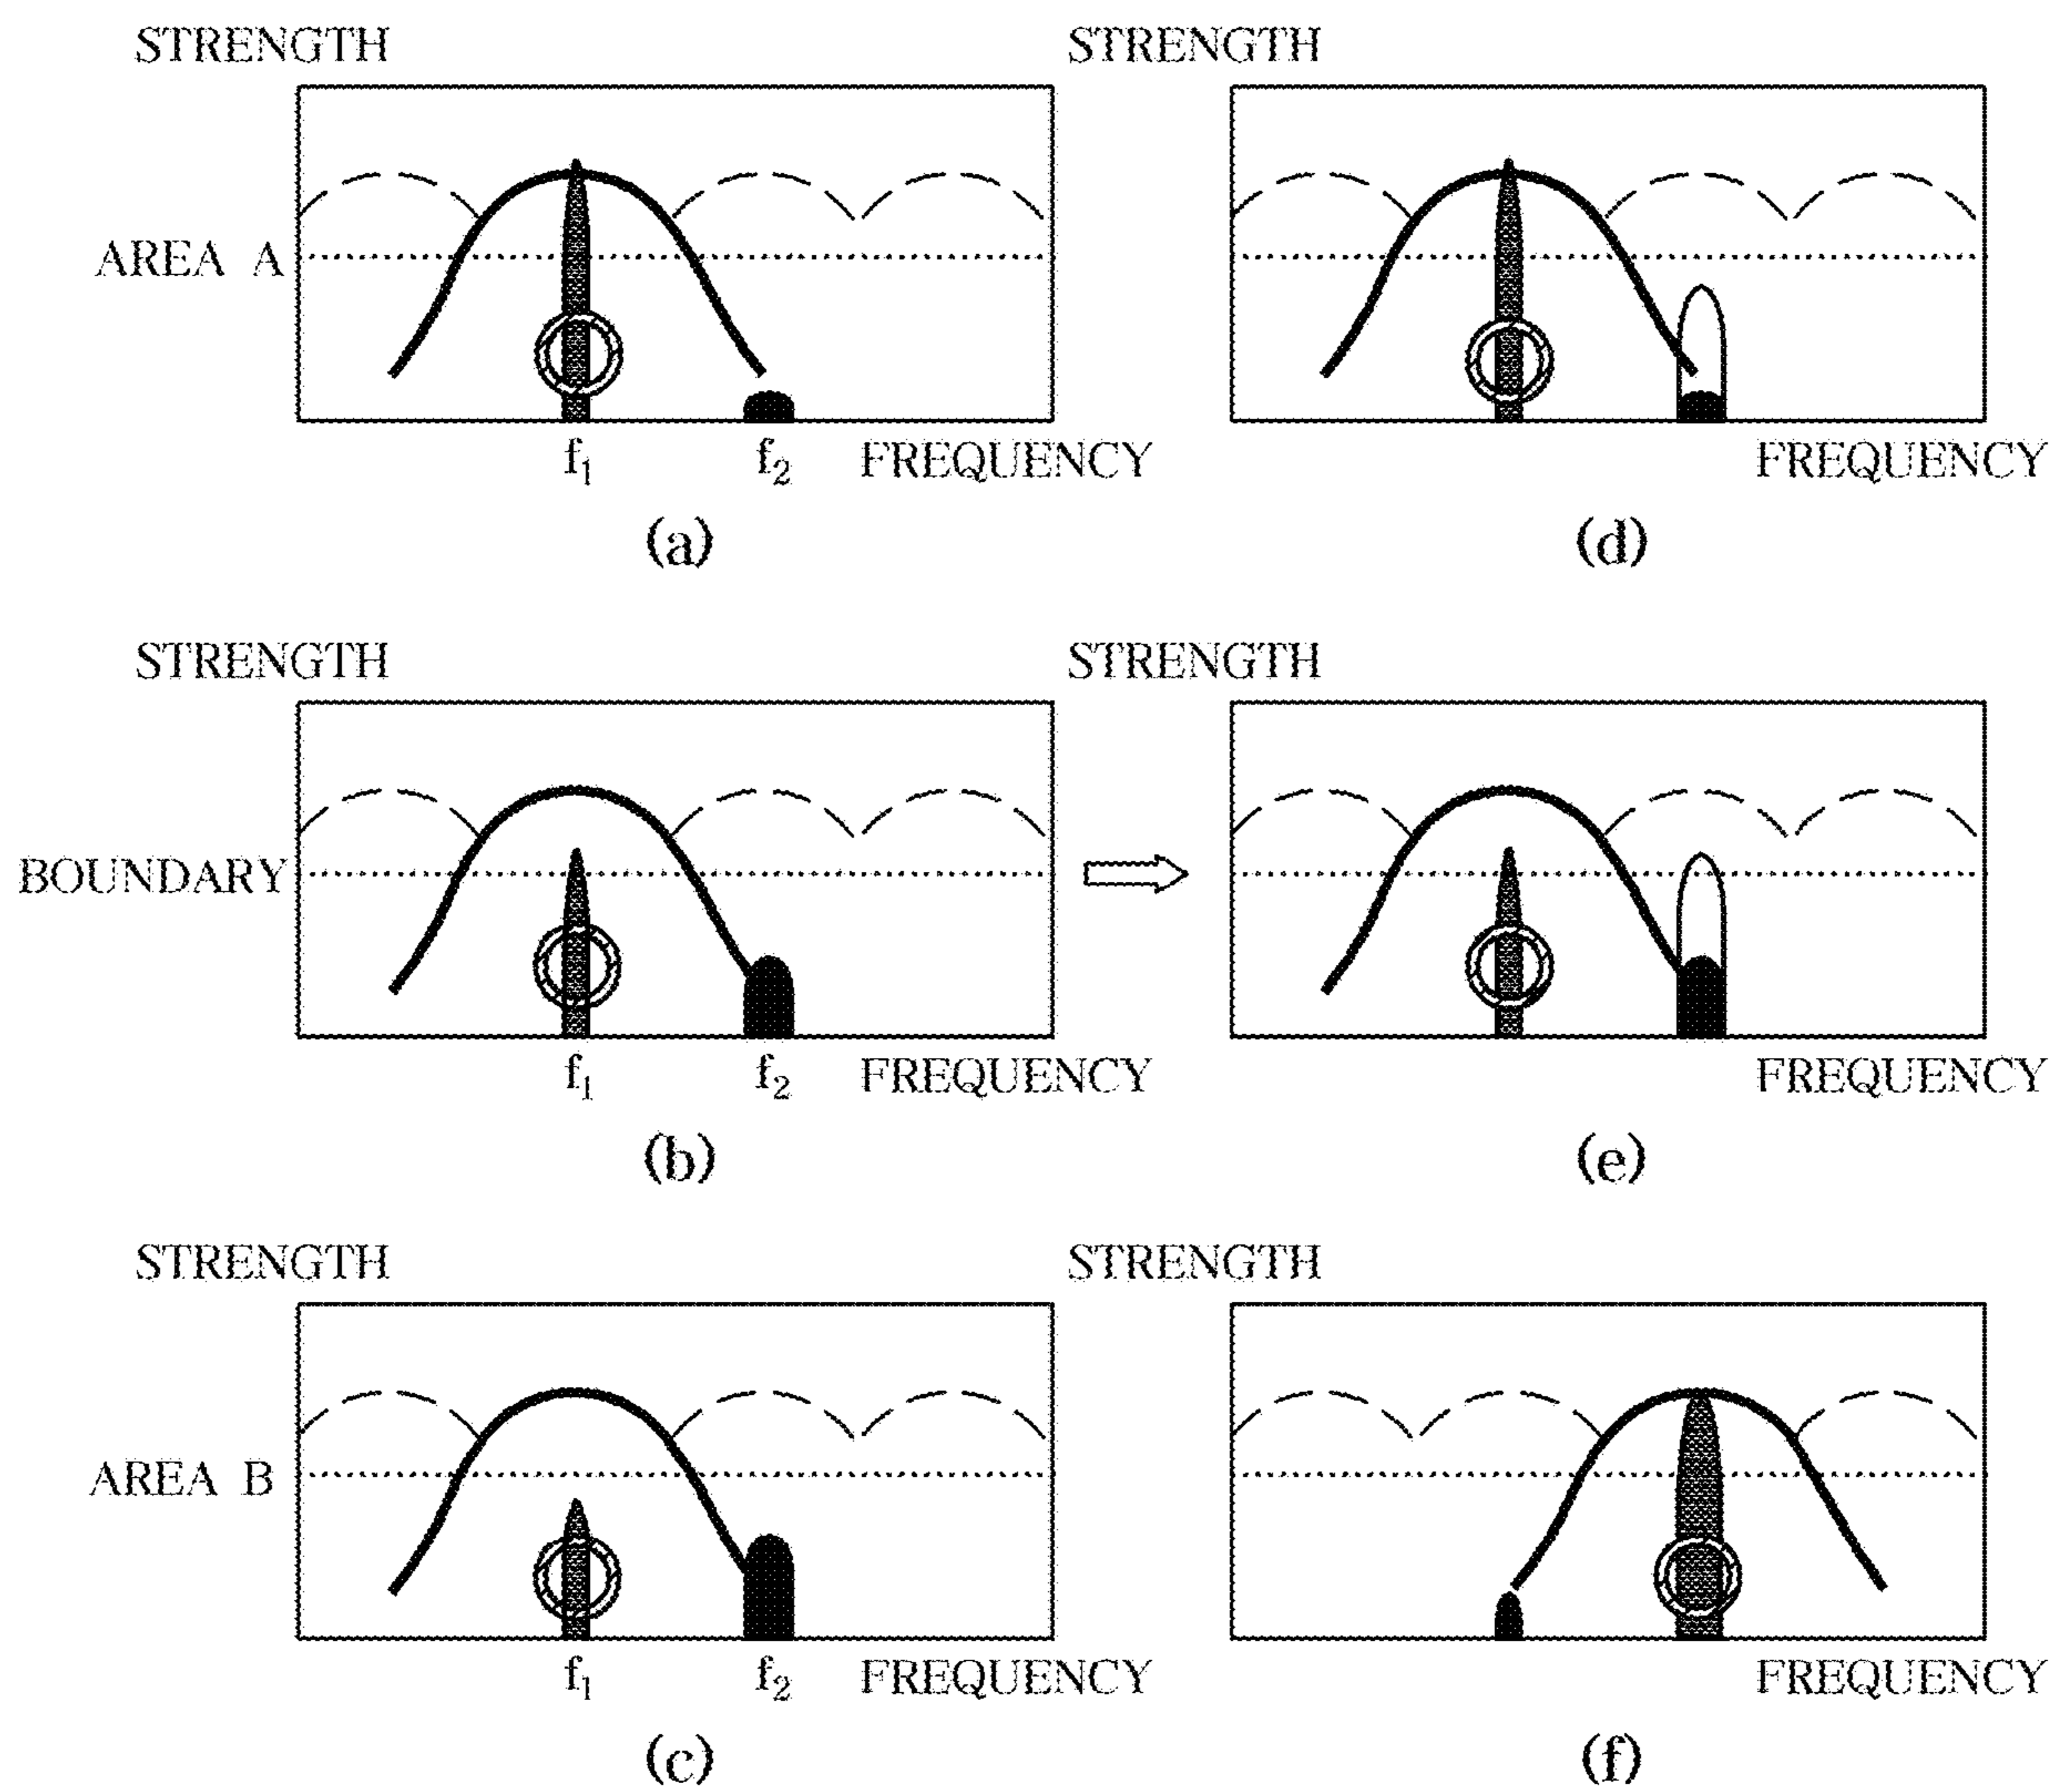 STRENGTH STRENGTH
AREA A
f₁ f₂ FREQUENCY FREQUENCY
(a) (d)
STRENGTH STRENGTH
BOUNDARY
f₁ f₂ FREQUENCY FREQUENCY
(b) (e)
STRENGTH STRENGTH
AREA B
f₁ f₂ FREQUENCY FREQUENCY
(c) (f)